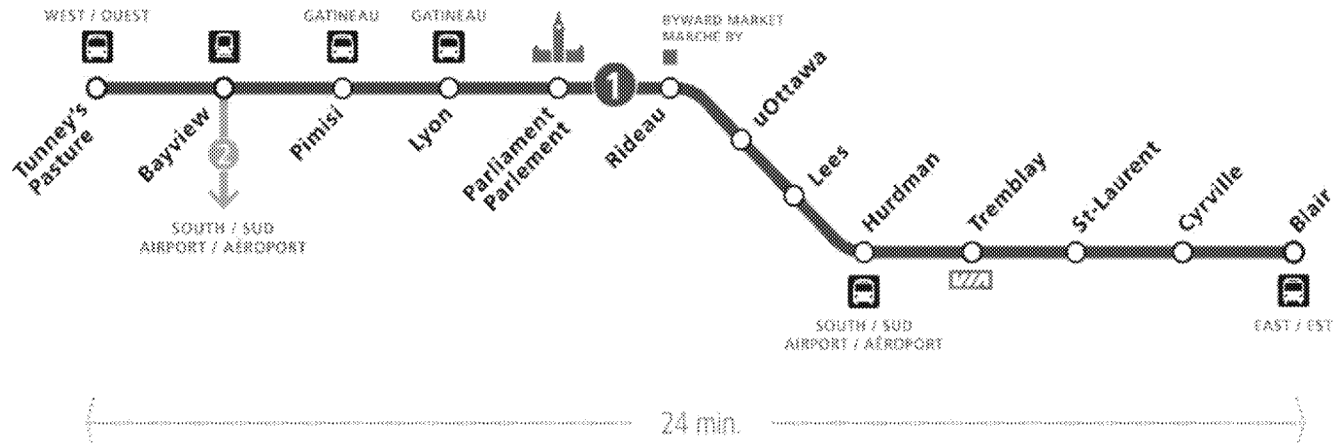 WEST / OUEST
GATINEAU
GATINEAU
BYWARD MARKET
MARCHÉ BY
1
Tunney's
Pasture
Bayview
Pimisi
Lyon
Parliament
Parlement
Rideau
uOttawa
Lees
Hurdman
Tremblay
St-Laurent
Cyrville
Blair
2
SOUTH / SUD
AIRPORT / AÉROPORT
VIA
SOUTH / SUD
AIRPORT / AÉROPORT
EAST / EST
24 min.